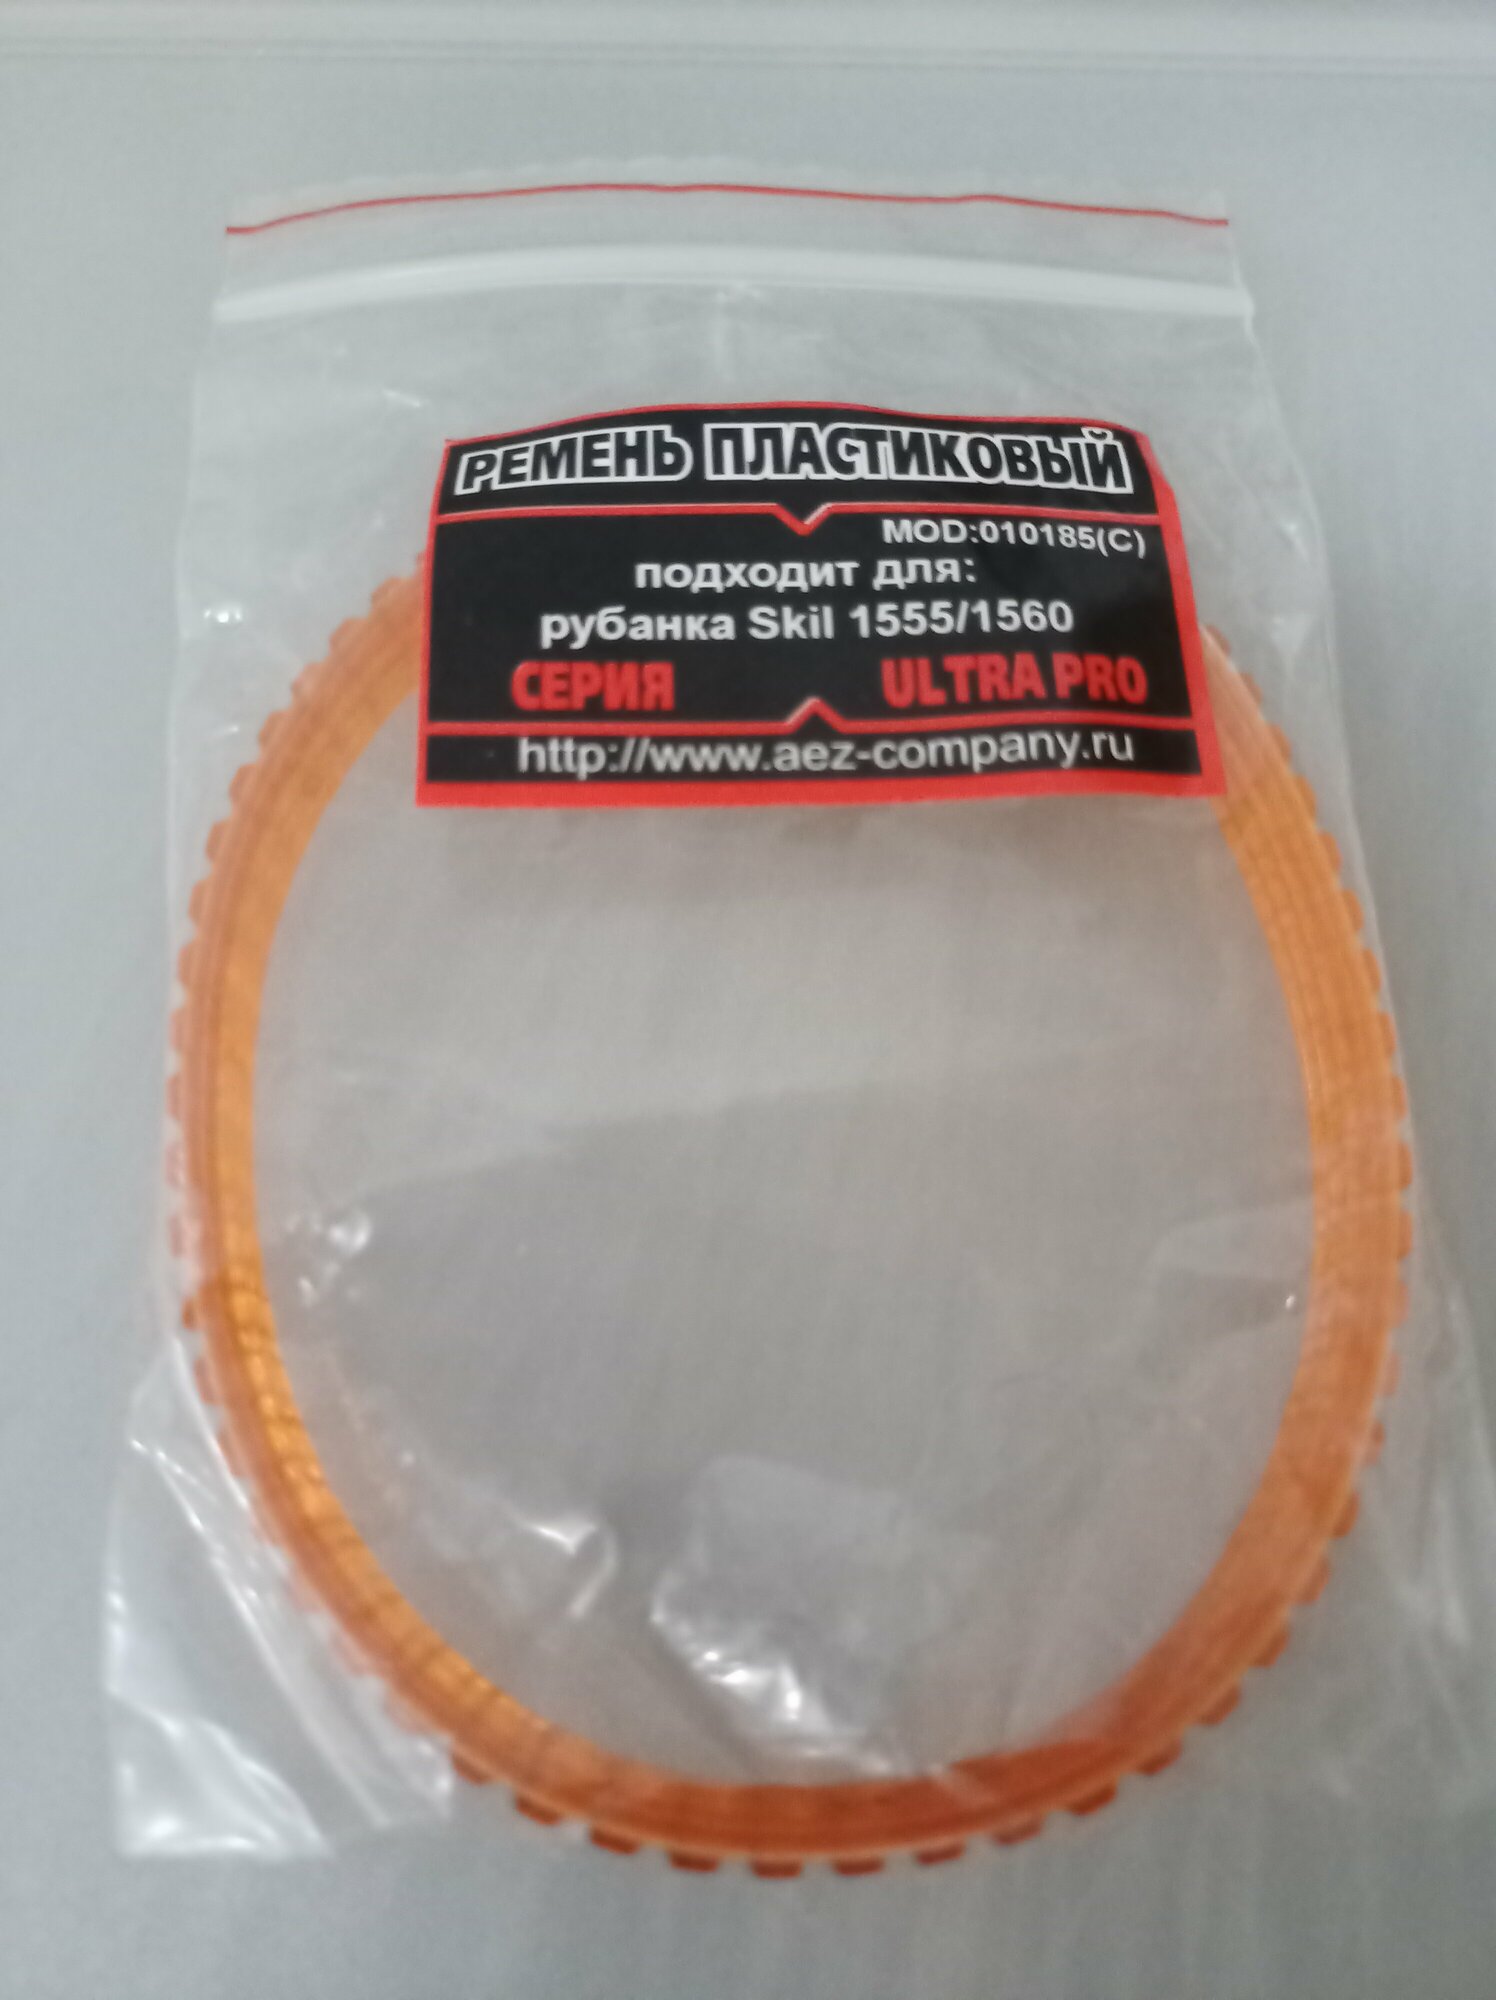 РЕМЕНЬ ПЛАСТИКОВЫЙ
MOD:010185(C)
подходит для:
рубанка Skil 1555/1560
СЕРИЯ ULTRA PRO
http://www.aez-company.ru